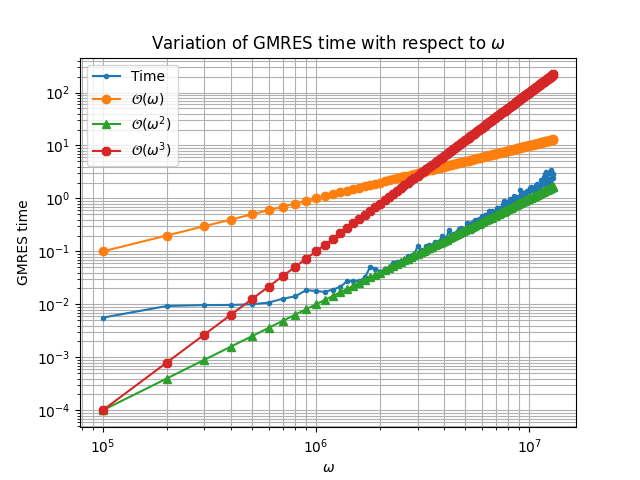 Variation of GMRES time with respect to ω
Time
𝒪(ω)
𝒪(ω²)
𝒪(ω³)
GMRES time
10²
10¹
10⁰
10⁻¹
10⁻²
10⁻³
10⁻⁴
10⁵ 10⁶ 10⁷
ω